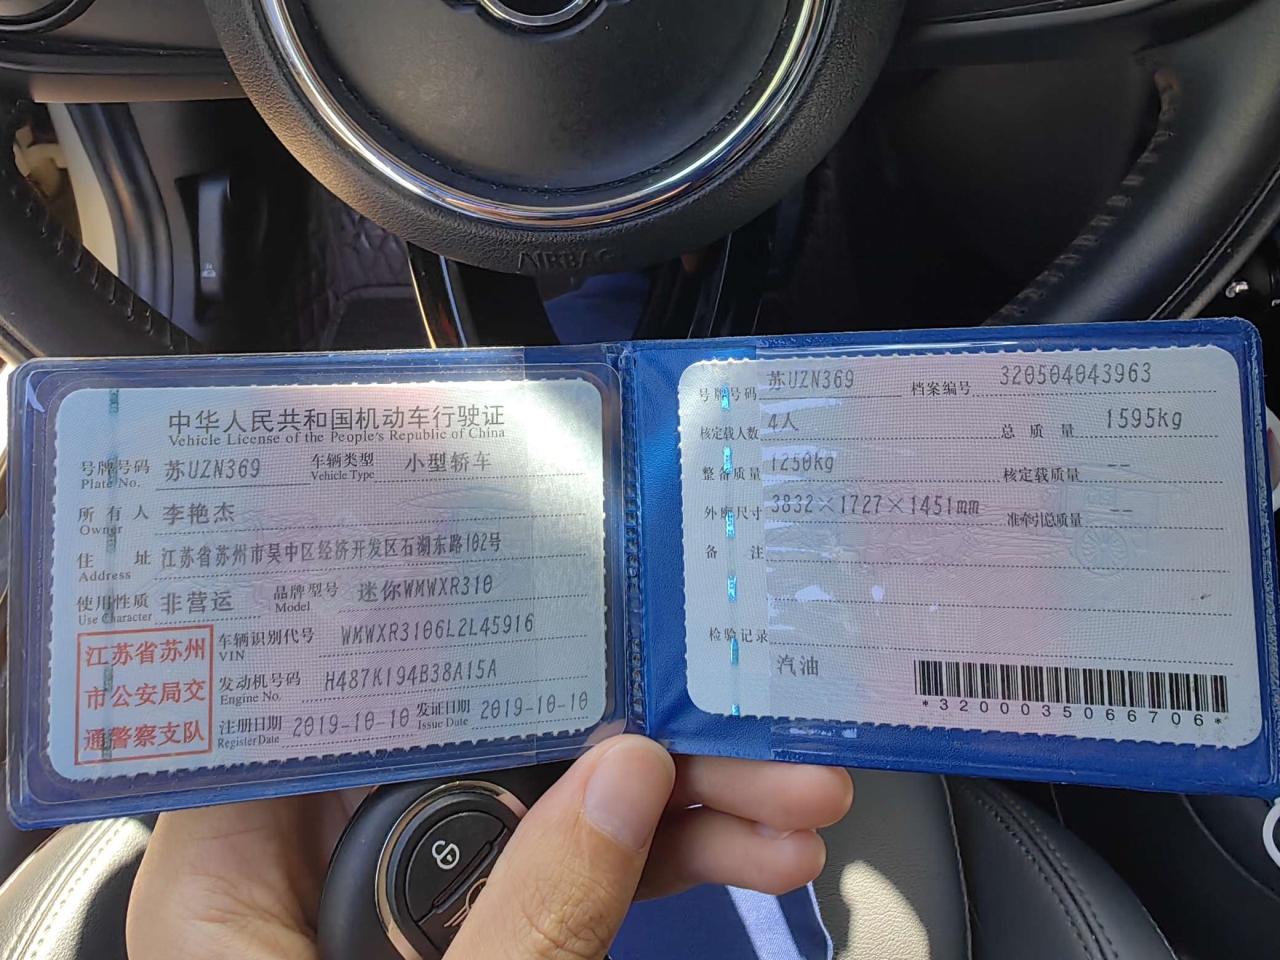 AIRBAG
中华人民共和国机动车行驶证
Vehicle License of the People's Republic of China
号牌号码 苏UZN369 车辆类型 小型轿车
Plate No. Vehicle Type
所有人 李艳杰
Owner
住址 江苏省苏州市吴中区经济开发区石湖东路102号
Address
使用性质 非营运 品牌型号 迷你WMWXR310
Use Character Model
江苏省苏州
市公安局交
通警察支队
车辆识别代号 WMWXR3106L2L45916
VIN
发动机号码 H487K194B38A15A
Engine No.
注册日期 2019-10-10 发证日期 2019-10-10
Register Date Issue Date
号牌号码 苏UZN369 档案编号 320504043963
核定载人数 4人 总质量 1595kg
整备质量 1250kg 核定载质量 --
外廓尺寸 3832×1727×1451mm 准牵引总质量 --
备注
检验记录
汽油
*3200035066706*